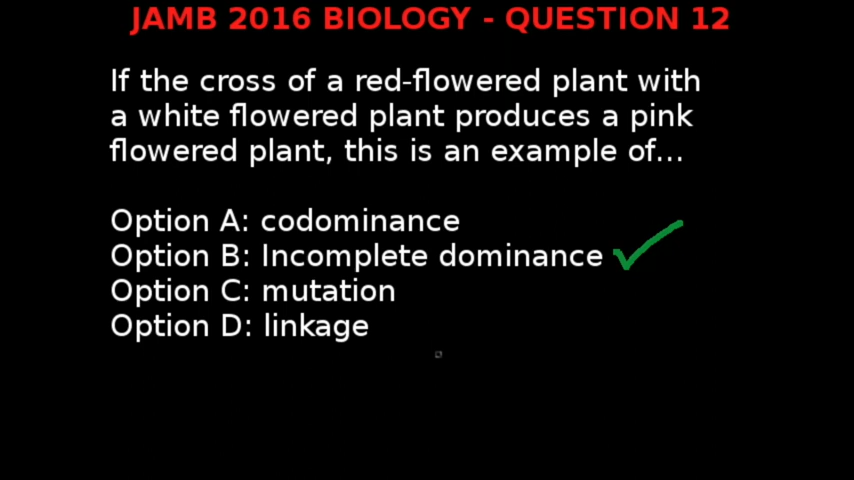 JAMB 2016 BIOLOGY - QUESTION 12
If the cross of a red-flowered plant with
a white flowered plant produces a pink
flowered plant, this is an example of...
Option A: codominance
Option B: Incomplete dominance
Option C: mutation
Option D: linkage